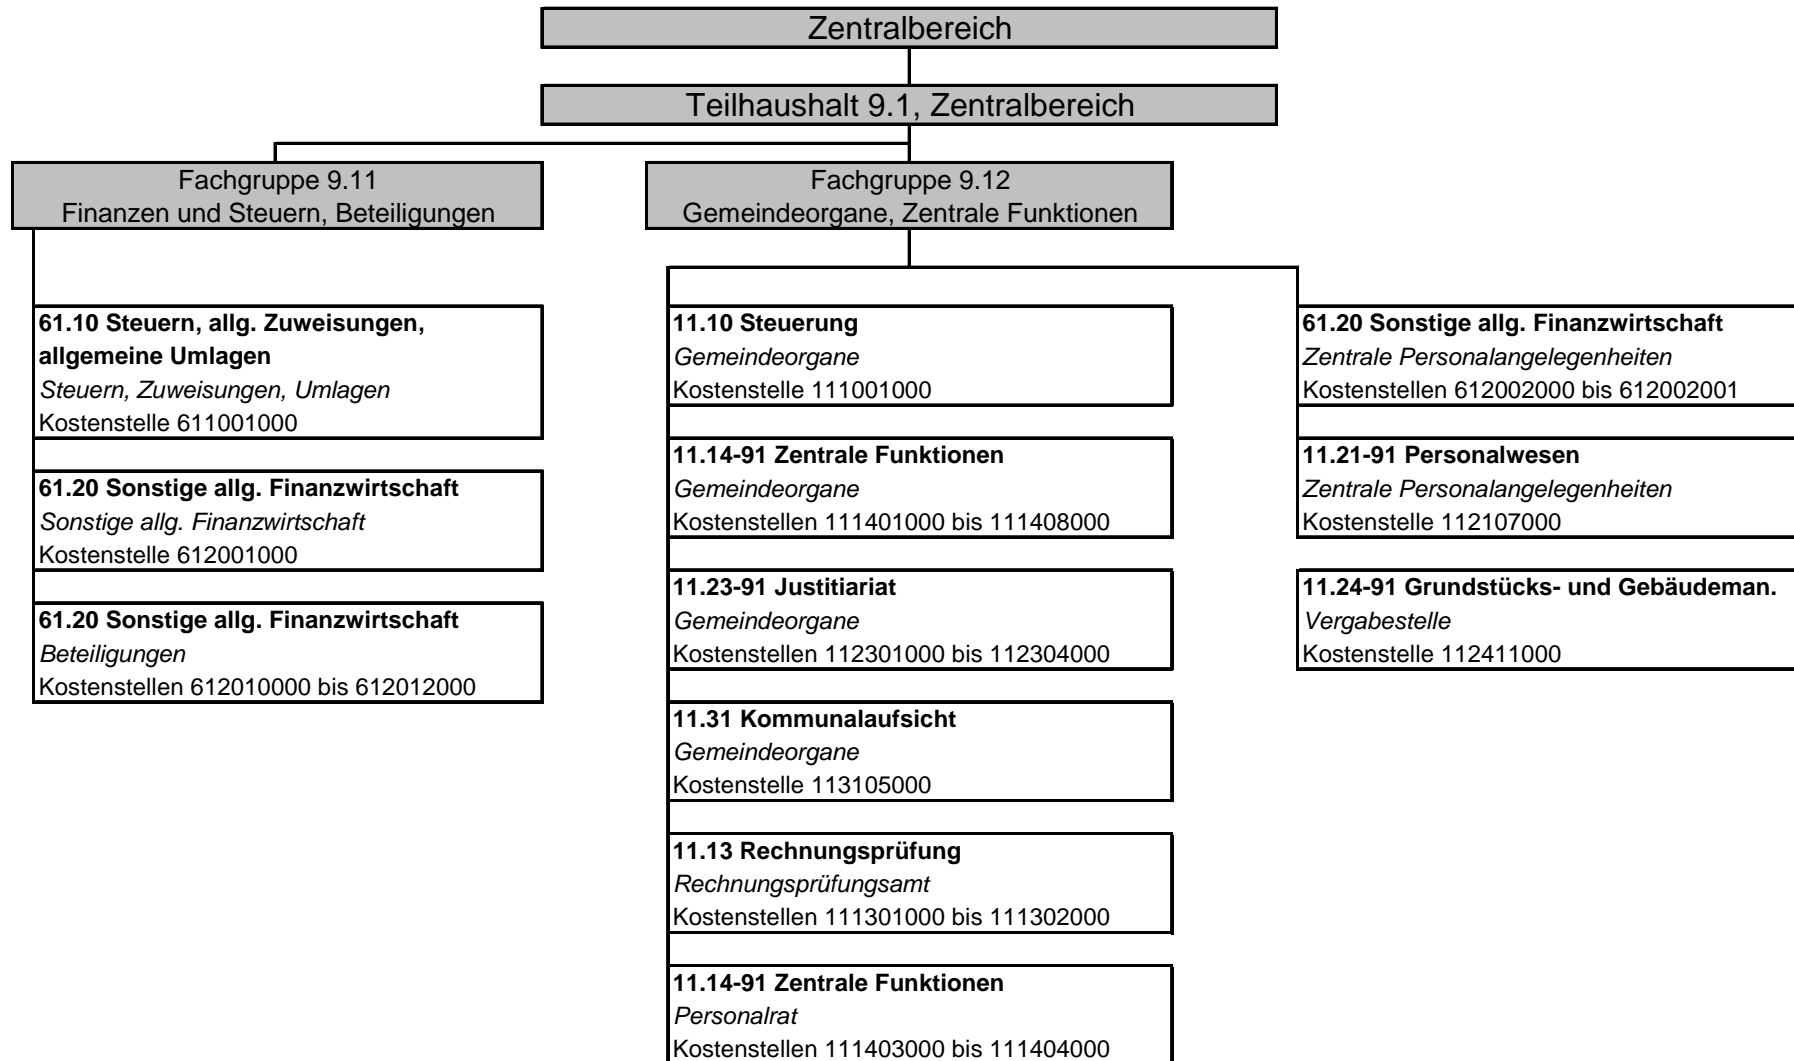 Zentralbereich
Teilhaushalt 9.1, Zentralbereich
Fachgruppe 9.11
Finanzen und Steuern, Beteiligungen
Fachgruppe 9.12
Gemeindeorgane, Zentrale Funktionen
61.10 Steuern, allg. Zuweisungen,
allgemeine Umlagen
Steuern, Zuweisungen, Umlagen
Kostenstelle 611001000
61.20 Sonstige allg. Finanzwirtschaft
Sonstige allg. Finanzwirtschaft
Kostenstelle 612001000
61.20 Sonstige allg. Finanzwirtschaft
Beteiligungen
Kostenstellen 612010000 bis 612012000
11.10 Steuerung
Gemeindeorgane
Kostenstelle 111001000
11.14-91 Zentrale Funktionen
Gemeindeorgane
Kostenstellen 111401000 bis 111408000
11.23-91 Justitiariat
Gemeindeorgane
Kostenstellen 112301000 bis 112304000
11.31 Kommunalaufsicht
Gemeindeorgane
Kostenstelle 113105000
11.13 Rechnungsprüfung
Rechnungsprüfungsamt
Kostenstellen 111301000 bis 111302000
11.14-91 Zentrale Funktionen
Personalrat
Kostenstellen 111403000 bis 111404000
61.20 Sonstige allg. Finanzwirtschaft
Zentrale Personalangelegenheiten
Kostenstellen 612002000 bis 612002001
11.21-91 Personalwesen
Zentrale Personalangelegenheiten
Kostenstelle 112107000
11.24-91 Grundstücks- und Gebäudeman.
Vergabestelle
Kostenstelle 112411000